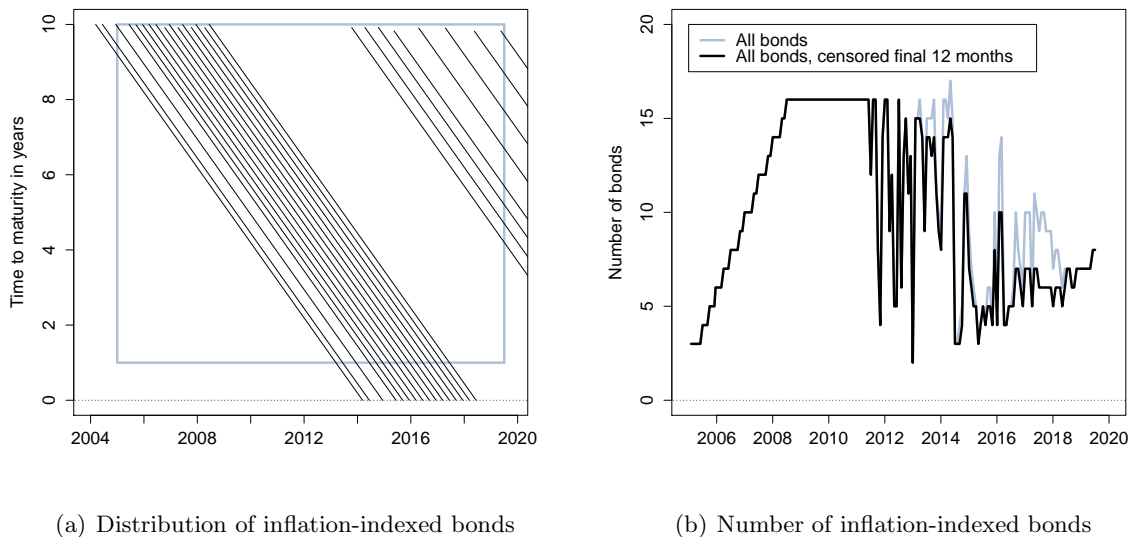 Time to maturity in years
0 2 4 6 8 10
2004 2008 2012 2016 2020
(a) Distribution of inflation-indexed bonds
Number of bonds
0 5 10 15 20
All bonds
All bonds, censored final 12 months
2006 2008 2010 2012 2014 2016 2018 2020
(b) Number of inflation-indexed bonds